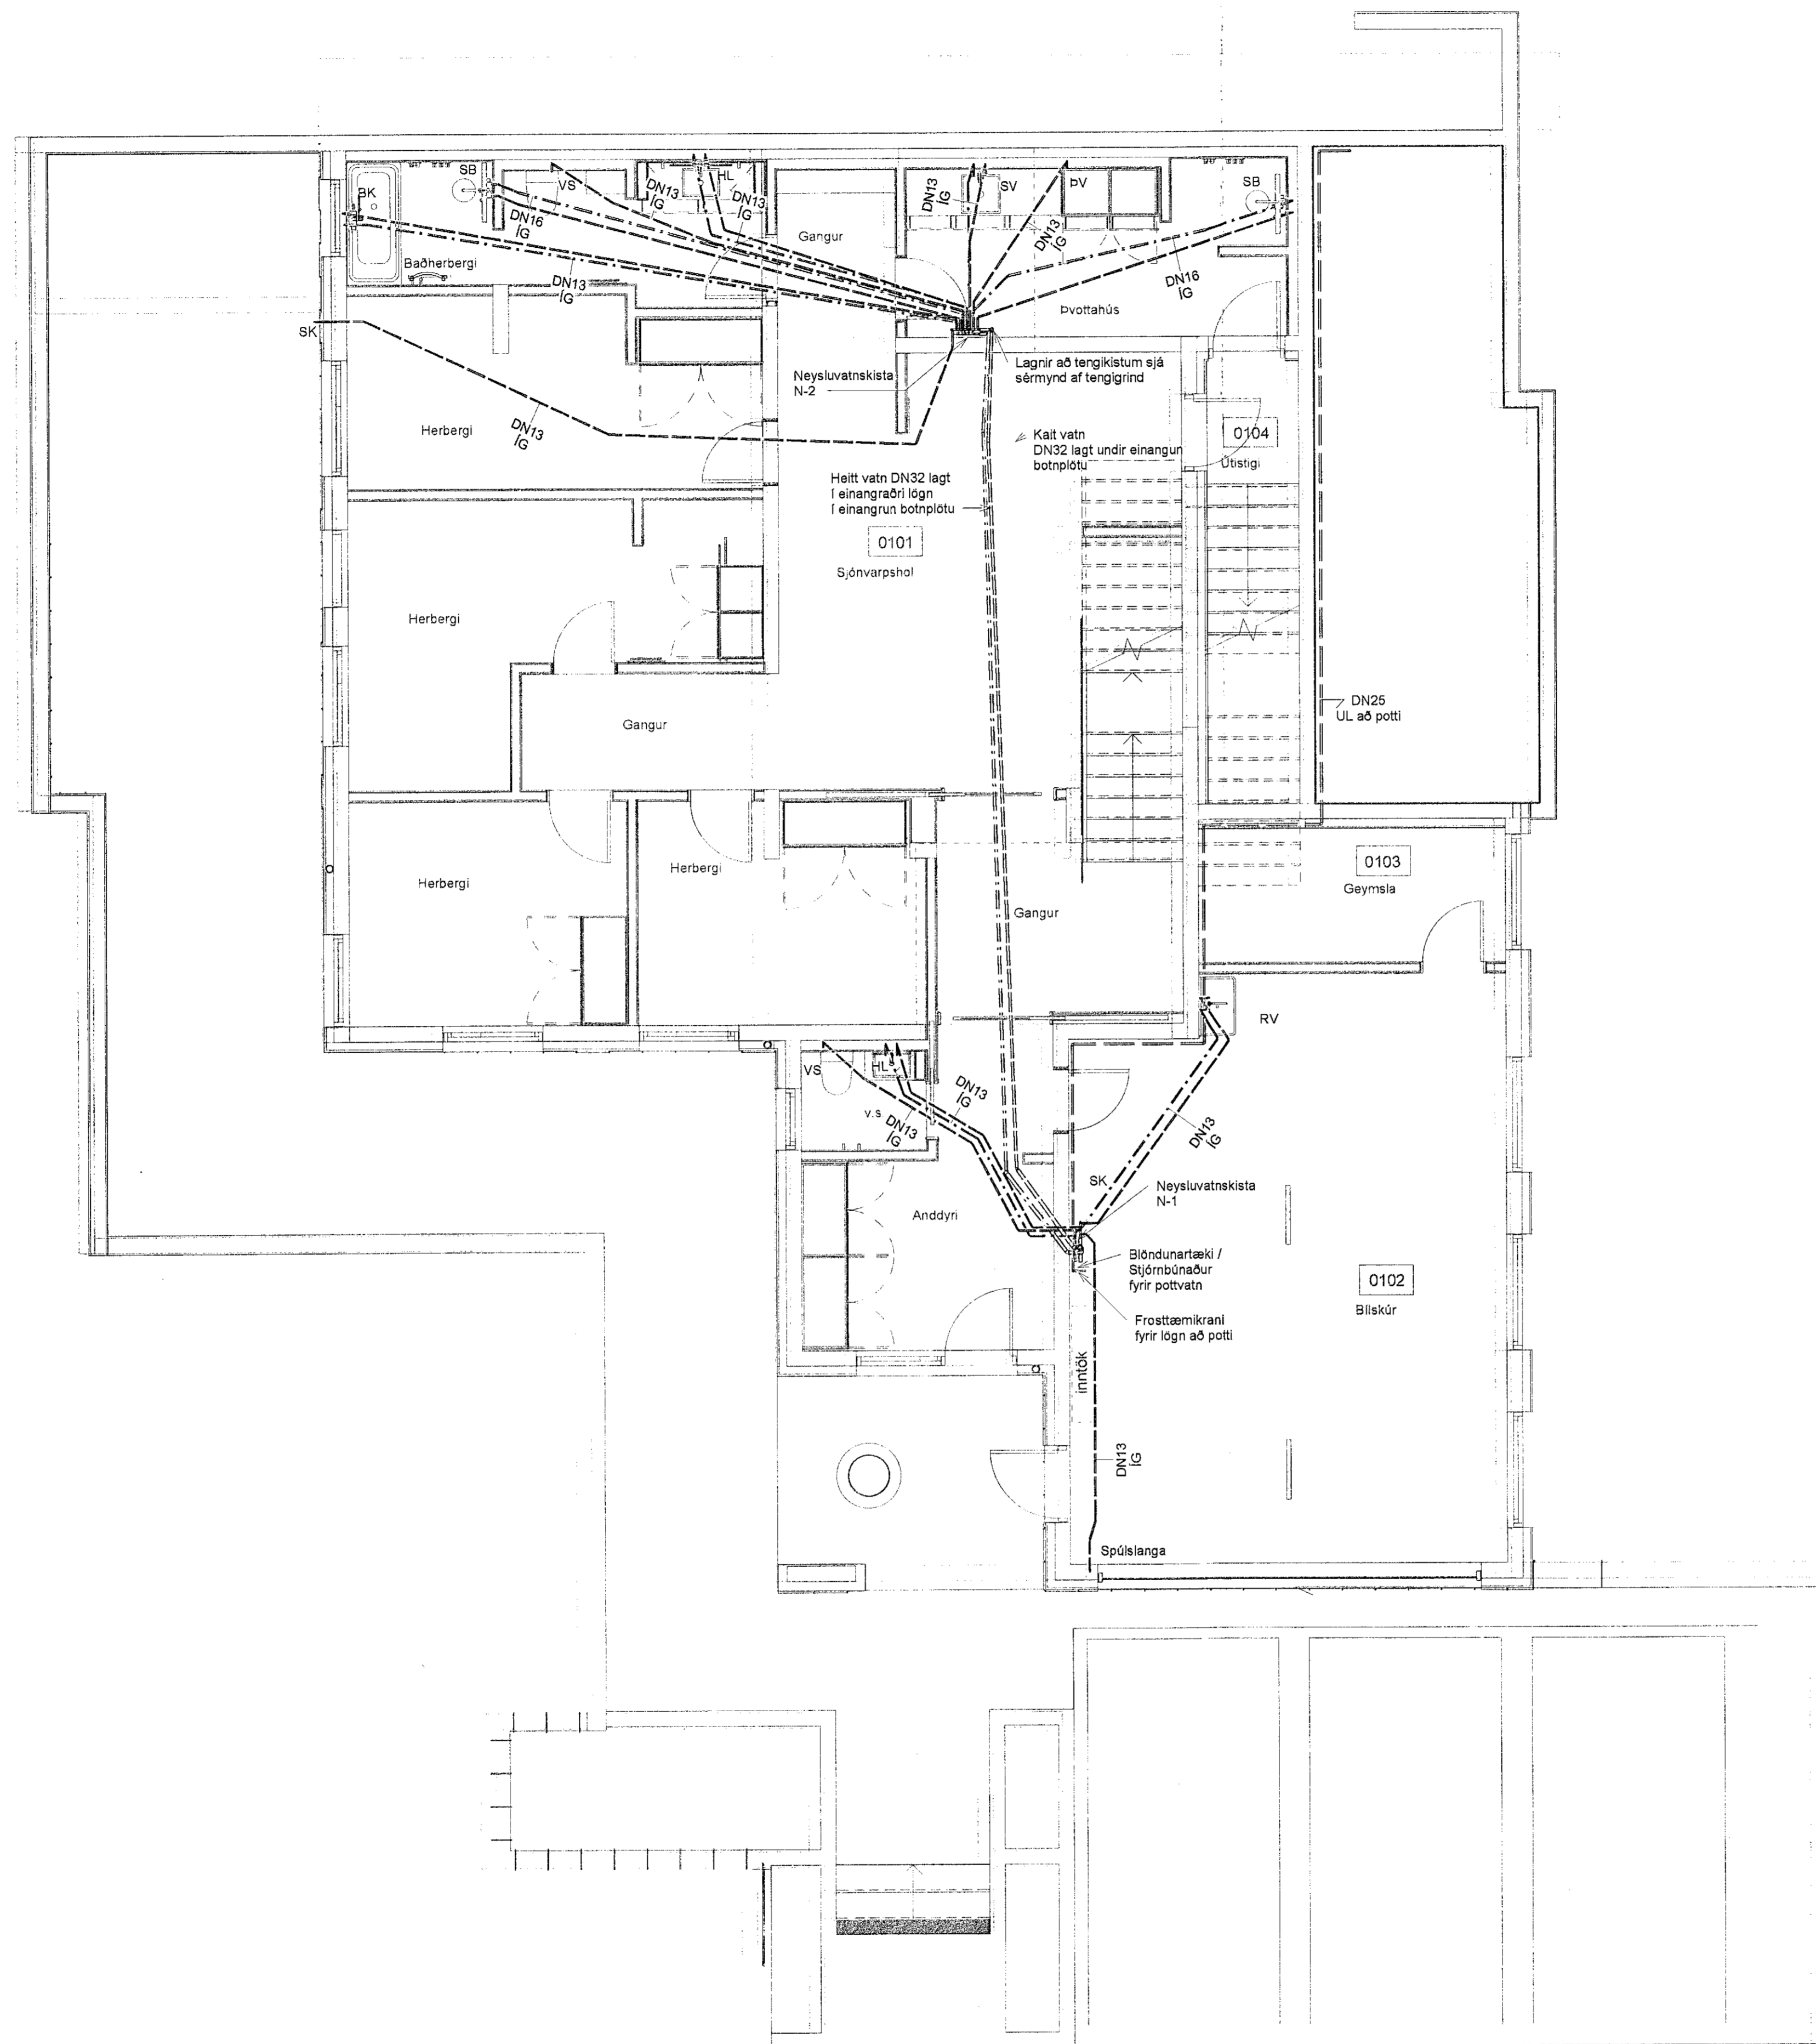 BK
SB
VS
DN13
ÍG
HL
DN13
ÍG
DN16
ÍG
Baðherbergi
DN13
ÍG
Gangur
DN13
ÍG
SV
ÞV
DN13
ÍG
SB
DN16
ÍG
Þvottahús
SK
Neysluvatnskista
N-2
Lagnir að tengikistum sjá
sérmynd af tengigrind
DN13
ÍG
Herbergi
Kalt vatn
DN32 lagt undir einangun
botnplötu
0104
Útistigi
Heitt vatn DN32 lagt
í einangraðri lögn
í einangrun botnplötu
0101
Sjónvarpshol
Herbergi
Gangur
DN25
UL að potti
Herbergi
Herbergi
0103
Geymsla
Gangur
RV
VS
HL
v.s
DN13
ÍG
DN13
ÍG
DN13
ÍG
SK
Neysluvatnskista
N-1
Anddyri
Blöndunartæki /
Stjórnbúnaður
fyrir pottvatn
0102
Bílskúr
Frosttæmikrani
fyrir lögn að potti
inntök
DN13
ÍG
Spúlslanga